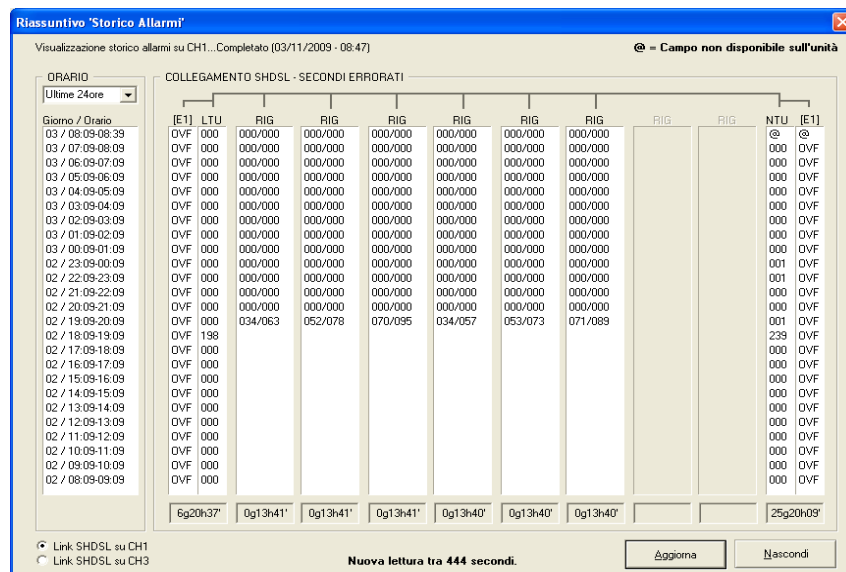 Riassuntivo 'Storico Allarmi'
Visualizzazione storico allarmi su CH1...Completato (03/11/2009 - 08:47) @ = Campo non disponibile sull'unità
ORARIO COLLEGAMENTO SHDSL - SECONDI ERRORATI
Ultime 24ore
Giorno / Orario [E1] LTU RIG RIG RIG RIG RIG RIG RIG RIG NTU [E1]
03 / 08:09-08:39 OVF 000 000/000 000/000 000/000 000/000 000/000 000/000 @ @
03 / 07:09-08:09 OVF 000 000/000 000/000 000/000 000/000 000/000 000/000 000 OVF
03 / 06:09-07:09 OVF 000 000/000 000/000 000/000 000/000 000/000 000/000 000 OVF
03 / 05:09-06:09 OVF 000 000/000 000/000 000/000 000/000 000/000 000/000 000 OVF
03 / 04:09-05:09 OVF 000 000/000 000/000 000/000 000/000 000/000 000/000 000 OVF
03 / 03:09-04:09 OVF 000 000/000 000/000 000/000 000/000 000/000 000/000 000 OVF
03 / 02:09-03:09 OVF 000 000/000 000/000 000/000 000/000 000/000 000/000 000 OVF
03 / 01:09-02:09 OVF 000 000/000 000/000 000/000 000/000 000/000 000/000 000 OVF
03 / 00:09-01:09 OVF 000 000/000 000/000 000/000 000/000 000/000 000/000 000 OVF
02 / 23:09-00:09 OVF 000 000/000 000/000 000/000 000/000 000/000 000/000 001 OVF
02 / 22:09-23:09 OVF 000 000/000 000/000 000/000 000/000 000/000 000/000 001 OVF
02 / 21:09-22:09 OVF 000 000/000 000/000 000/000 000/000 000/000 000/000 000 OVF
02 / 20:09-21:09 OVF 000 000/000 000/000 000/000 000/000 000/000 000/000 000 OVF
02 / 19:09-20:09 OVF 000 034/063 052/078 070/095 034/057 053/073 071/089 001 OVF
02 / 18:09-19:09 OVF 198 239 OVF
02 / 17:09-18:09 OVF 000 000 OVF
02 / 16:09-17:09 OVF 000 000 OVF
02 / 15:09-16:09 OVF 000 000 OVF
02 / 14:09-15:09 OVF 000 000 OVF
02 / 13:09-14:09 OVF 000 000 OVF
02 / 12:09-13:09 OVF 000 000 OVF
02 / 11:09-12:09 OVF 000 000 OVF
02 / 10:09-11:09 OVF 000 000 OVF
02 / 09:09-10:09 OVF 000 000 OVF
02 / 08:09-09:09 OVF 000 000 OVF
6g20h37' 0g13h41' 0g13h41' 0g13h41' 0g13h40' 0g13h40' 0g13h40' 25g20h09'
Link SHDSL su CH1
Link SHDSL su CH3 Nuova lettura tra 444 secondi. Aggiorna Nascondi